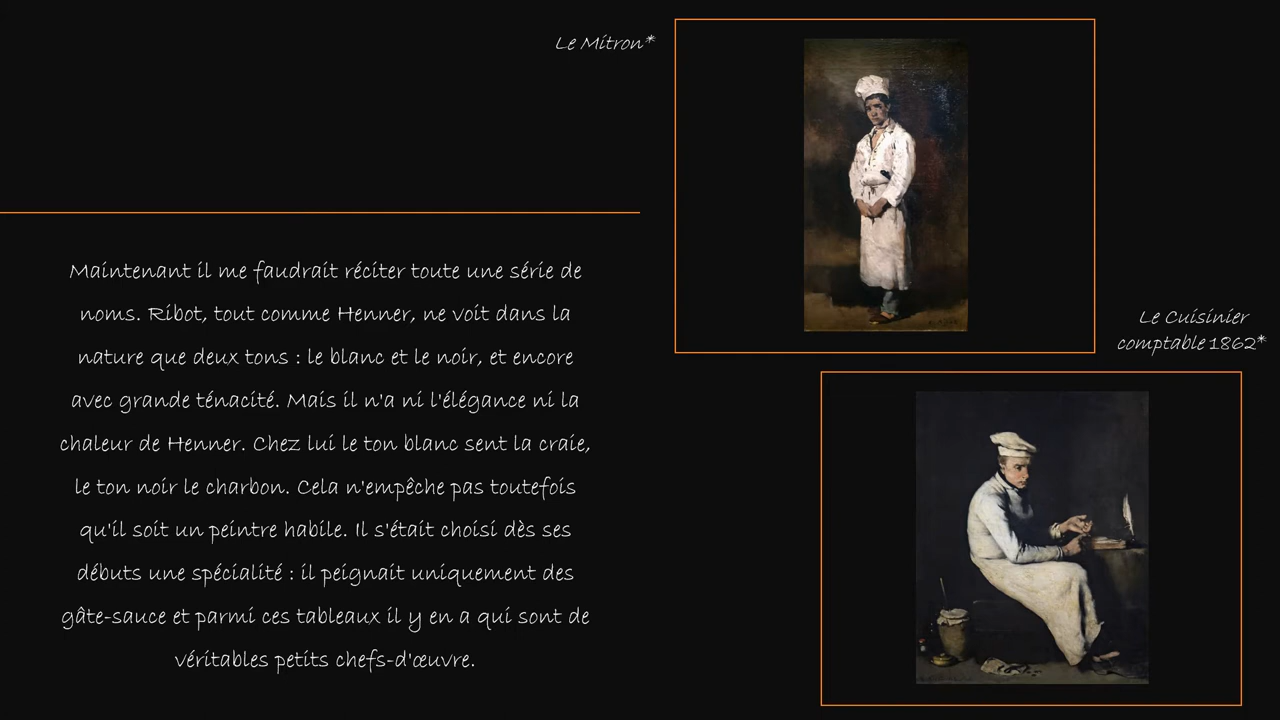 Le Mitron*
Maintenant il me faudrait réciter toute une série de
noms. Ribot, tout comme Henner, ne voit dans la
nature que deux tons : le blanc et le noir, et encore
avec grande ténacité. Mais il n'a ni l'élégance ni la
chaleur de Henner. Chez lui le ton blanc sent la craie,
le ton noir le charbon. Cela n'empêche pas toutefois
qu'il soit un peintre habile. Il s'était choisi dès ses
débuts une spécialité : il peignait uniquement des
gâte-sauce et parmi ces tableaux il y en a qui sont de
véritables petits chefs-d'œuvre.
Le Cuisinier
comptable 1862*